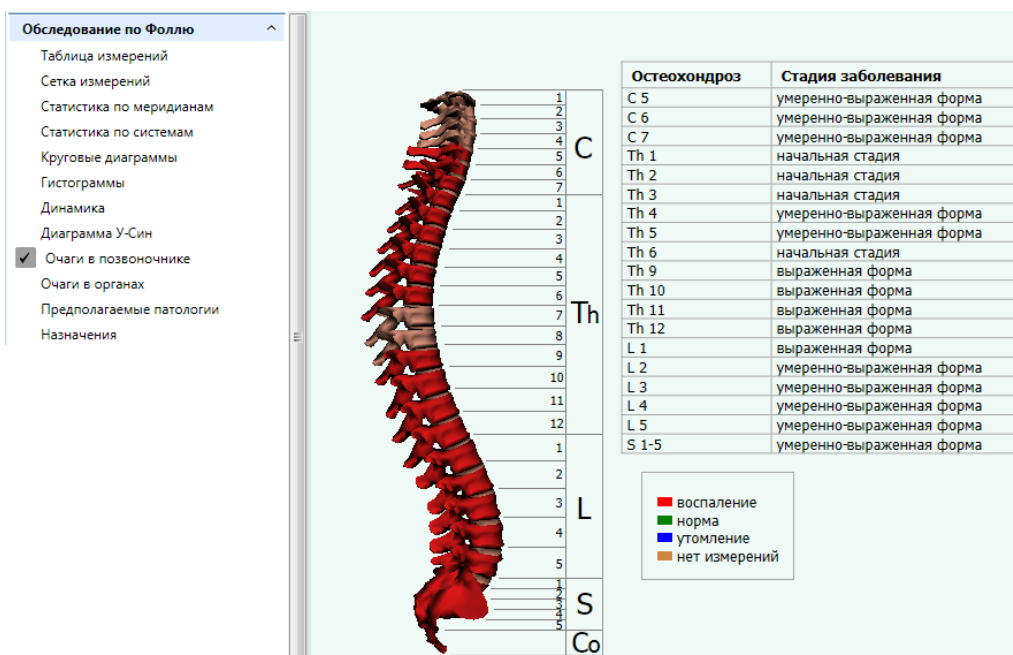 Обследование по Фоллю
Таблица измерений
Сетка измерений
Статистика по меридианам
Статистика по системам
Круговые диаграммы
Гистограммы
Динамика
Диаграмма У-Син
Очаги в позвоночнике
Очаги в органах
Предполагаемые патологии
Назначения
1
2
3
4
5
6
7
C
1
2
3
4
5
6
7
8
9
10
11
12
Th
1
2
3
4
5
L
1
2
3
4
5
S
Co
Остеохондроз Стадия заболевания
C 5 умеренно-выраженная форма
C 6 умеренно-выраженная форма
C 7 умеренно-выраженная форма
Th 1 начальная стадия
Th 2 начальная стадия
Th 3 начальная стадия
Th 4 умеренно-выраженная форма
Th 5 умеренно-выраженная форма
Th 6 начальная стадия
Th 9 выраженная форма
Th 10 выраженная форма
Th 11 выраженная форма
Th 12 выраженная форма
L 1 выраженная форма
L 2 умеренно-выраженная форма
L 3 умеренно-выраженная форма
L 4 умеренно-выраженная форма
L 5 умеренно-выраженная форма
S 1-5 умеренно-выраженная форма
воспаление
норма
утомление
нет измерений